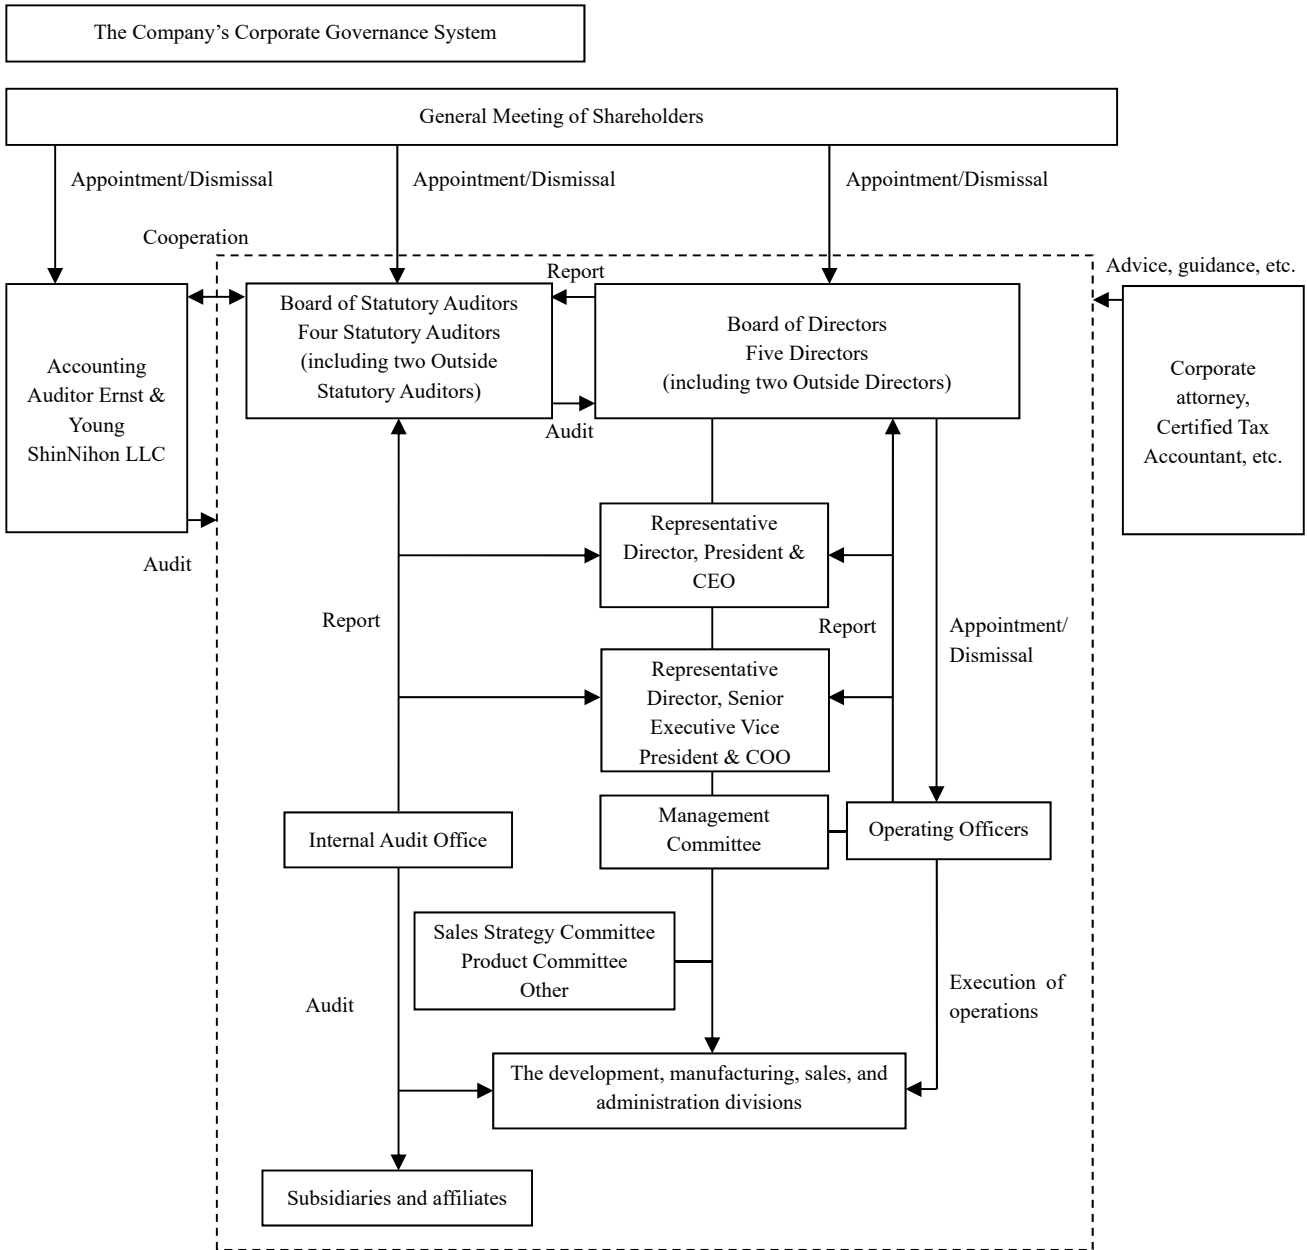 The Company’s Corporate Governance System
General Meeting of Shareholders
Appointment/Dismissal
Appointment/Dismissal
Appointment/Dismissal
Cooperation
Report
Advice, guidance, etc.
Board of Statutory Auditors
Four Statutory Auditors
(including two Outside
Statutory Auditors)
Board of Directors
Five Directors
(including two Outside Directors)
Accounting
Auditor Ernst &
Young
ShinNihon LLC
Corporate
attorney,
Certified Tax
Accountant, etc.
Audit
Audit
Representative
Director, President &
CEO
Report
Report
Appointment/
Dismissal
Representative
Director, Senior
Executive Vice
President & COO
Management
Committee
Operating Officers
Internal Audit Office
Sales Strategy Committee
Product Committee
Other
Audit
Execution of
operations
The development, manufacturing, sales, and
administration divisions
Subsidiaries and affiliates